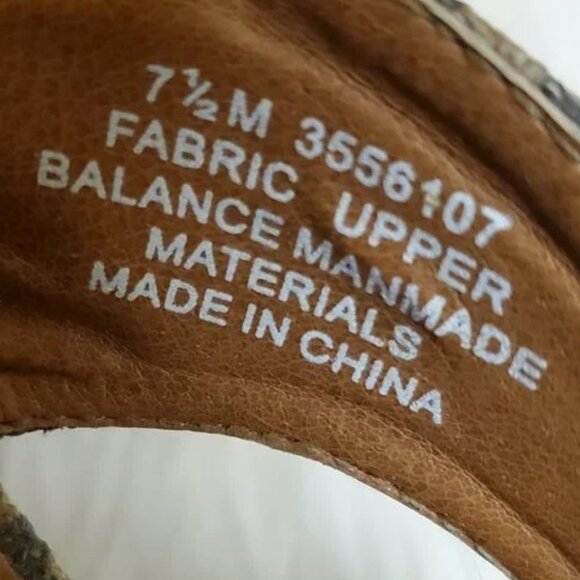 7½M 3556107
FABRIC UPPER
BALANCE MANMADE
MATERIALS
MADE IN CHINA